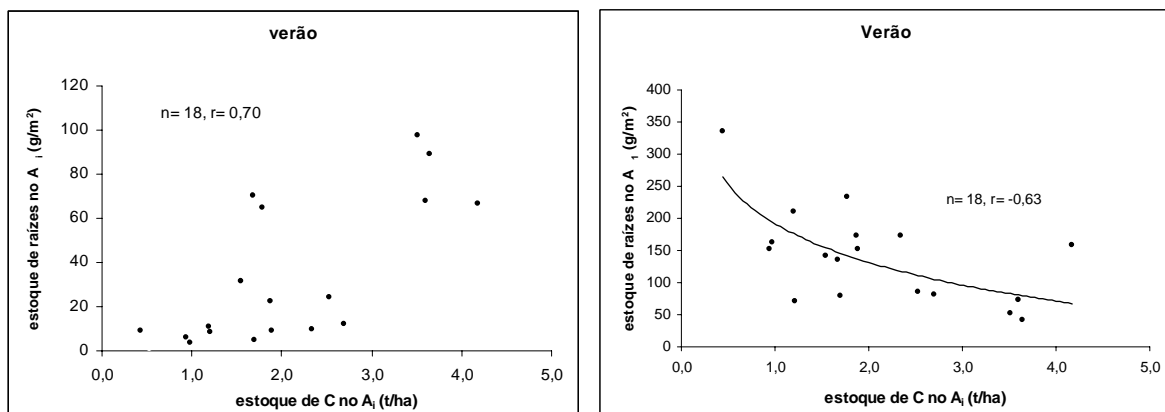 verão
estoque de raízes no A i (g/m²)
120
100
80
60
40
20
0
n= 18, r= 0,70
0,0 1,0 2,0 3,0 4,0 5,0
estoque de C no Ai (t/ha)
Verão
estoque de raízes no A 1 (g/m²)
400
350
300
250
200
150
100
50
0
n= 18, r= -0,63
0,0 1,0 2,0 3,0 4,0 5,0
estoque de C no Ai (t/ha)